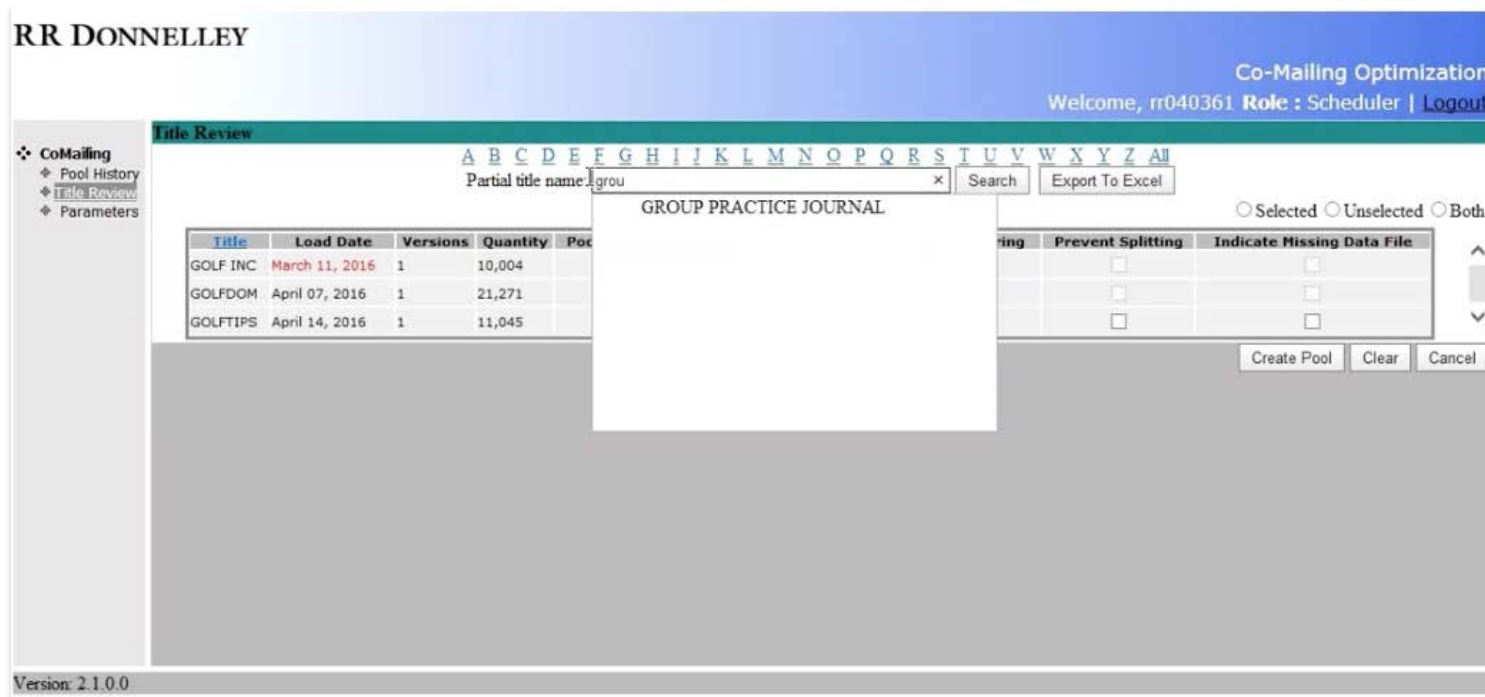 RR DONNELLEY
Co-Mailing Optimization
Welcome, rr040361 Role : Scheduler | Logout
Title Review
CoMailing
Pool History
Title Review
Parameters
A B C D E F G H I J K L M N O P Q R S T U V W X Y Z All
Partial title name: grou × Search Export To Excel
GROUP PRACTICE JOURNAL
Selected Unselected Both
Title Load Date Versions Quantity Prevent Splitting Indicate Missing Data File
GOLF INC March 11, 2016 1 10,004
GOLFDOM April 07, 2016 1 21,271
GOLFTIPS April 14, 2016 1 11,045
Create Pool Clear Cancel
Version: 2.1.0.0